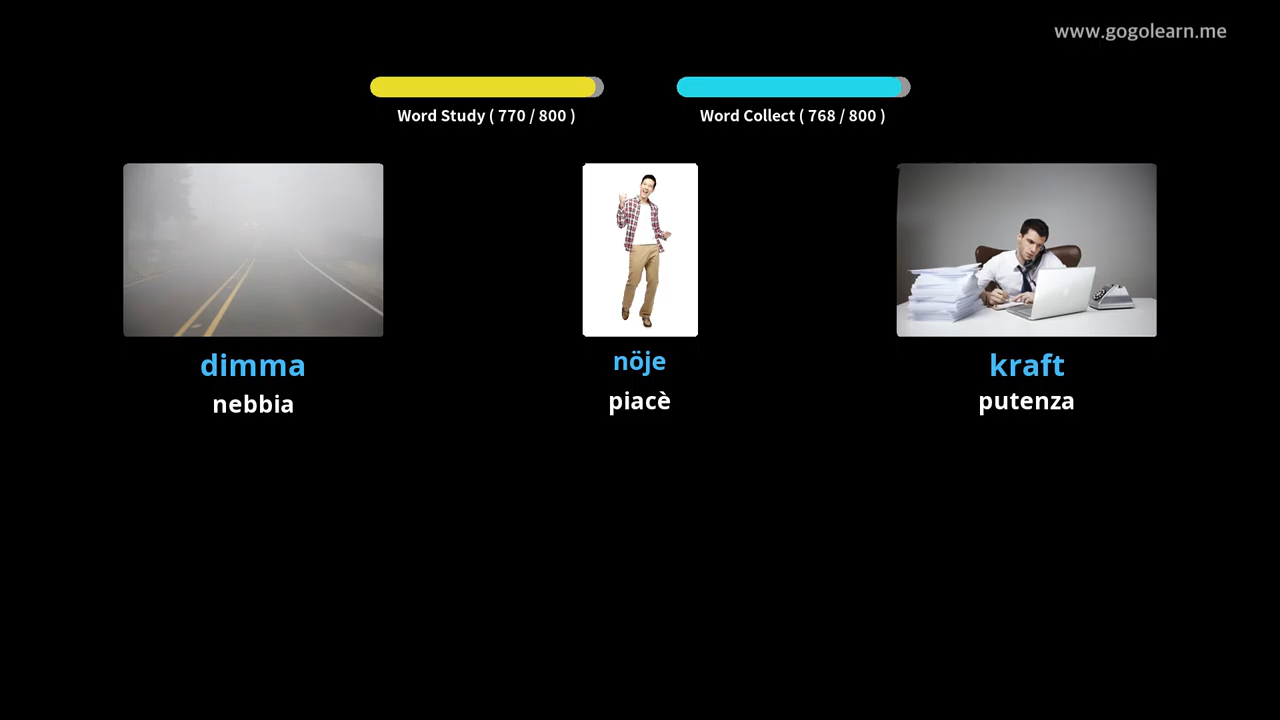 www.gogolearn.me
Word Study ( 770 / 800 )
Word Collect ( 768 / 800 )
dimma
nebbia
nöje
piacè
kraft
putenza